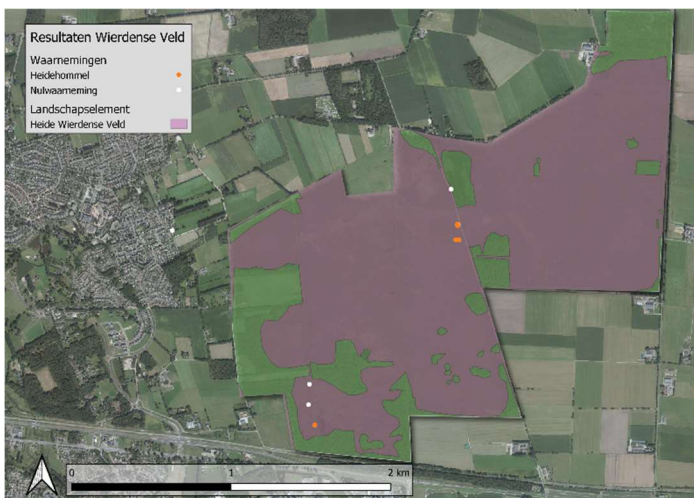 Resultaten Wierdense Veld
Waarnemingen
Heidehommel
Nulwaarneming
Landschapselement
Heide Wierdense Veld
0 1 2 km